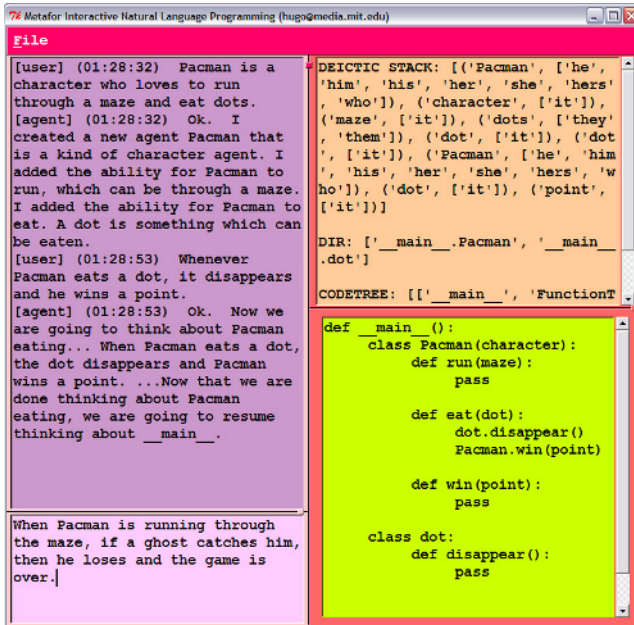 Metafor Interactive Natural Language Programming (hugo@media.mit.edu)
File
[user] (01:28:32)  Pacman is a
character who loves to run
through a maze and eat dots.
[agent] (01:28:32)  Ok.  I
created a new agent Pacman that
is a kind of character agent. I
added the ability for Pacman to
run, which can be through a maze.
I added the ability for Pacman to
eat. A dot is something which can
be eaten.
[user] (01:28:53)  Whenever
Pacman eats a dot, it disappears
and he wins a point.
[agent] (01:28:53)  Ok.  Now we
are going to think about Pacman
eating... When Pacman eats a dot,
the dot disappears and Pacman
wins a point. ...Now that we are
done thinking about Pacman
eating, we are going to resume
thinking about __main__.
When Pacman is running through
the maze, if a ghost catches him,
then he loses and the game is
over.
DEICTIC STACK: [('Pacman', ['he',
'him', 'his', 'her', 'she', 'hers'
, 'who']), ('character', ['it']),
('maze', ['it']), ('dots', ['they'
, 'them']), ('dot', ['it']), ('dot
', ['it']), ('Pacman', ['he', 'him
', 'his', 'her', 'she', 'hers', 'w
ho']), ('dot', ['it']), ('point',
['it'])]
DIR: ['__main__.Pacman', '__main__
.dot']
CODETREE: [['__main__', 'FunctionT
def __main__():
    class Pacman(character):
        def run(maze):
            pass
        def eat(dot):
            dot.disappear()
            Pacman.win(point)
        def win(point):
            pass
    class dot:
        def disappear():
            pass